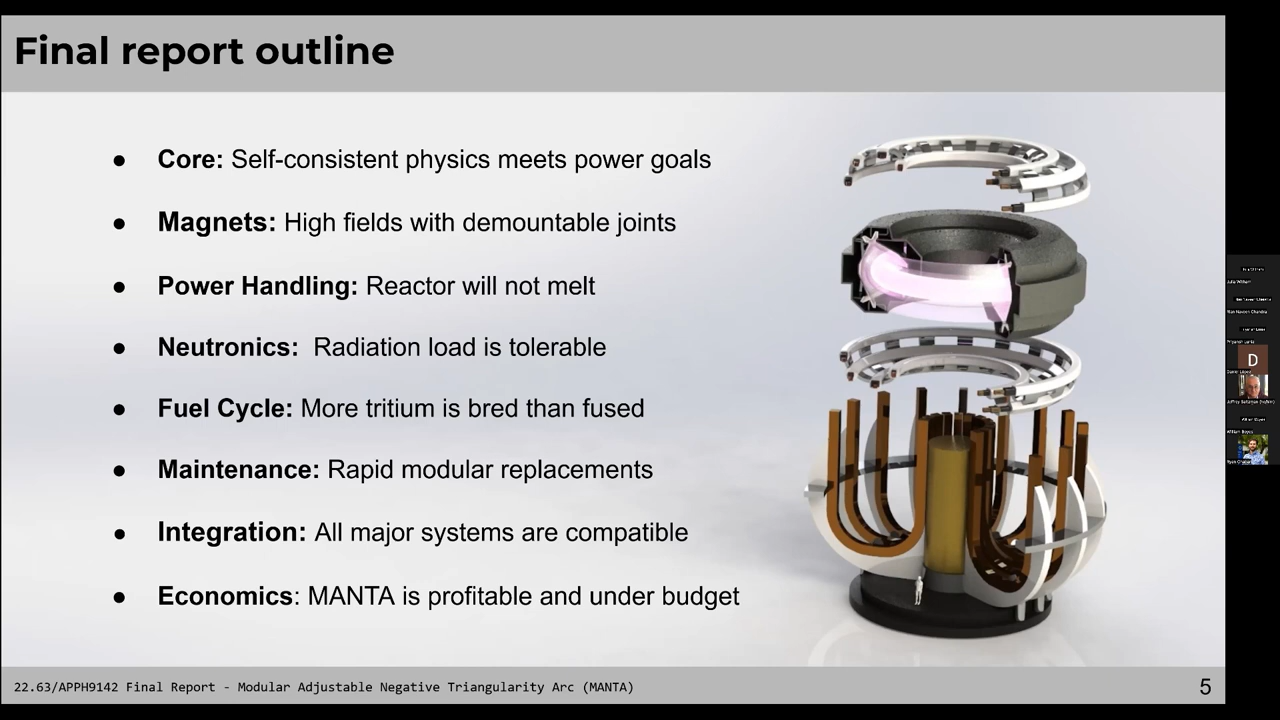 Final report outline
● Core: Self-consistent physics meets power goals
● Magnets: High fields with demountable joints
● Power Handling: Reactor will not melt
● Neutronics: Radiation load is tolerable
● Fuel Cycle: More tritium is bred than fused
● Maintenance: Rapid modular replacements
● Integration: All major systems are compatible
● Economics: MANTA is profitable and under budget
22.63/APPH9142 Final Report - Modular Adjustable Negative Triangularity Arc (MANTA)
5
D